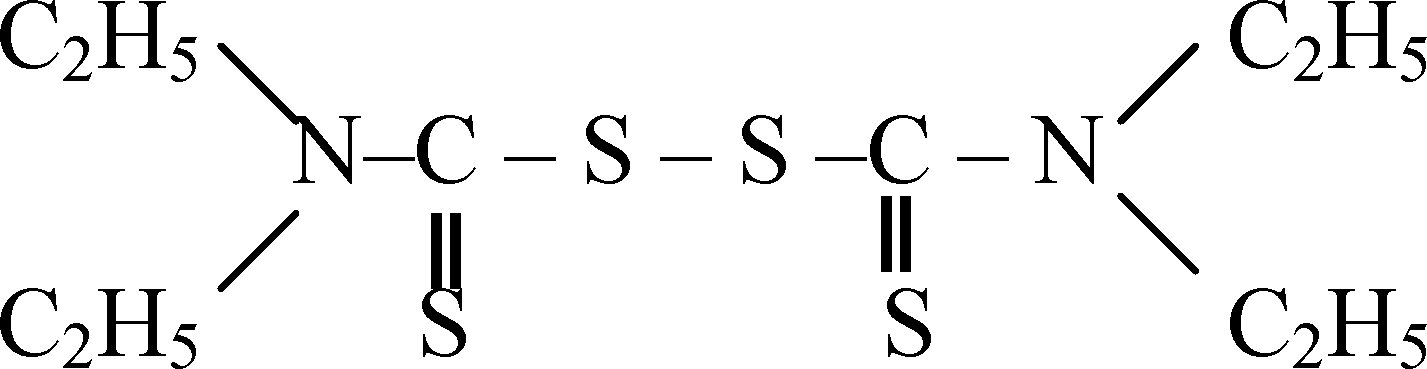 C₂H₅ C₂H₅
N – C – S – S – C – N
C₂H₅ S S C₂H₅